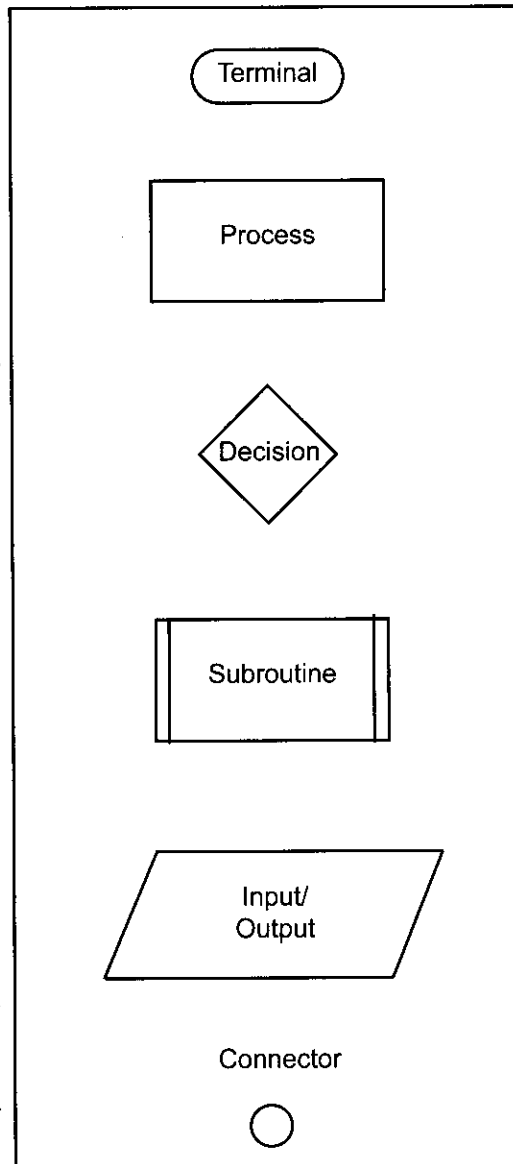 Terminal
Process
Decision
Subroutine
Input/
Output
Connector